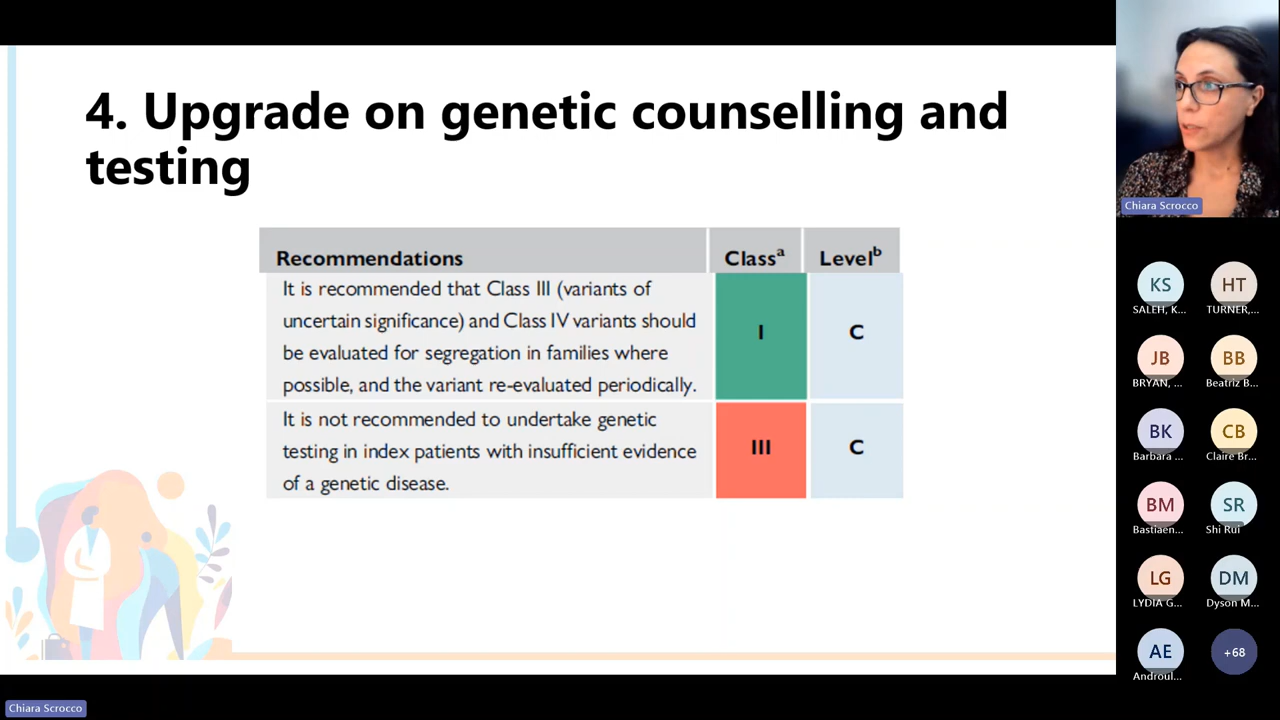 4. Upgrade on genetic counselling and
testing
Recommendations Classᵃ Levelᵇ
It is recommended that Class III (variants of
uncertain significance) and Class IV variants should
be evaluated for segregation in families where
possible, and the variant re-evaluated periodically.
I C
It is not recommended to undertake genetic
testing in index patients with insufficient evidence
of a genetic disease.
III C
Chiara Scrocco
KS HT
SALEH, K... TURNER,...
JB BB
BRYAN, ... Beatriz B...
BK CB
Barbara ... Claire Br...
BM SR
Bastiaen... Shi Rui
LG DM
LYDIA G... Dyson M...
AE +68
Androul...
Chiara Scrocco